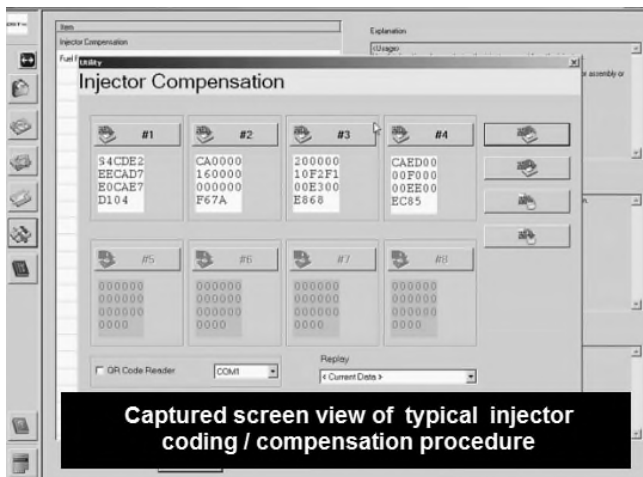 Item
Explanation
Injector Compensation
<Usage>
Utility
Injector Compensation
#1
#2
#3
#4
S4CDE2
EECAD7
E0CAE7
D104
CA0000
160000
000000
F67A
200000
10F2F1
00E300
E868
CAED00
00F000
00EE00
EC85
#5
#6
#7
#8
000000
000000
000000
0000
000000
000000
000000
0000
000000
000000
000000
0000
000000
000000
000000
0000
QR Code Reader
COM1
Replay
< Current Data >
Captured screen view of typical injector
coding / compensation procedure